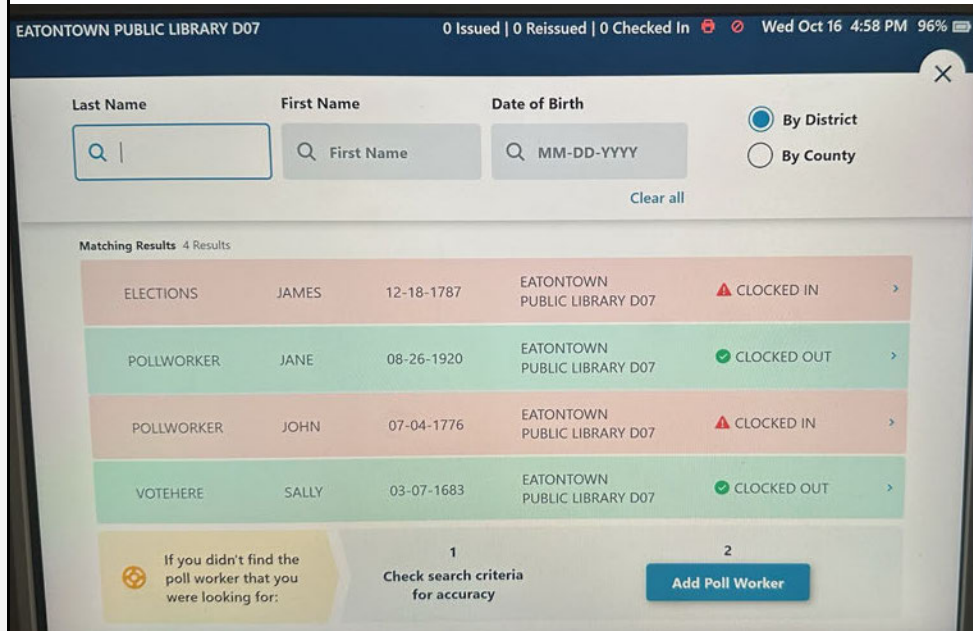 EATONTOWN PUBLIC LIBRARY D07 0 Issued | 0 Reissued | 0 Checked In Wed Oct 16 4:58 PM 96%
Last Name First Name Date of Birth
By District
First Name MM-DD-YYYY
By County
Clear all
Matching Results 4 Results
ELECTIONS JAMES 12-18-1787 EATONTOWN
PUBLIC LIBRARY D07 CLOCKED IN
POLLWORKER JANE 08-26-1920 EATONTOWN
PUBLIC LIBRARY D07 CLOCKED OUT
POLLWORKER JOHN 07-04-1776 EATONTOWN
PUBLIC LIBRARY D07 CLOCKED IN
VOTEHERE SALLY 03-07-1683 EATONTOWN
PUBLIC LIBRARY D07 CLOCKED OUT
If you didn't find the
poll worker that you
were looking for:
1
Check search criteria
for accuracy
2
Add Poll Worker